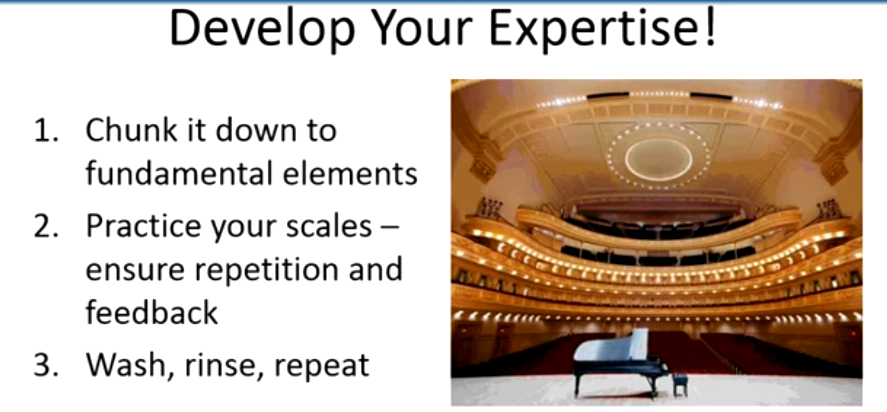 Develop Your Expertise!
1. Chunk it down to
fundamental elements
2. Practice your scales –
ensure repetition and
feedback
3. Wash, rinse, repeat